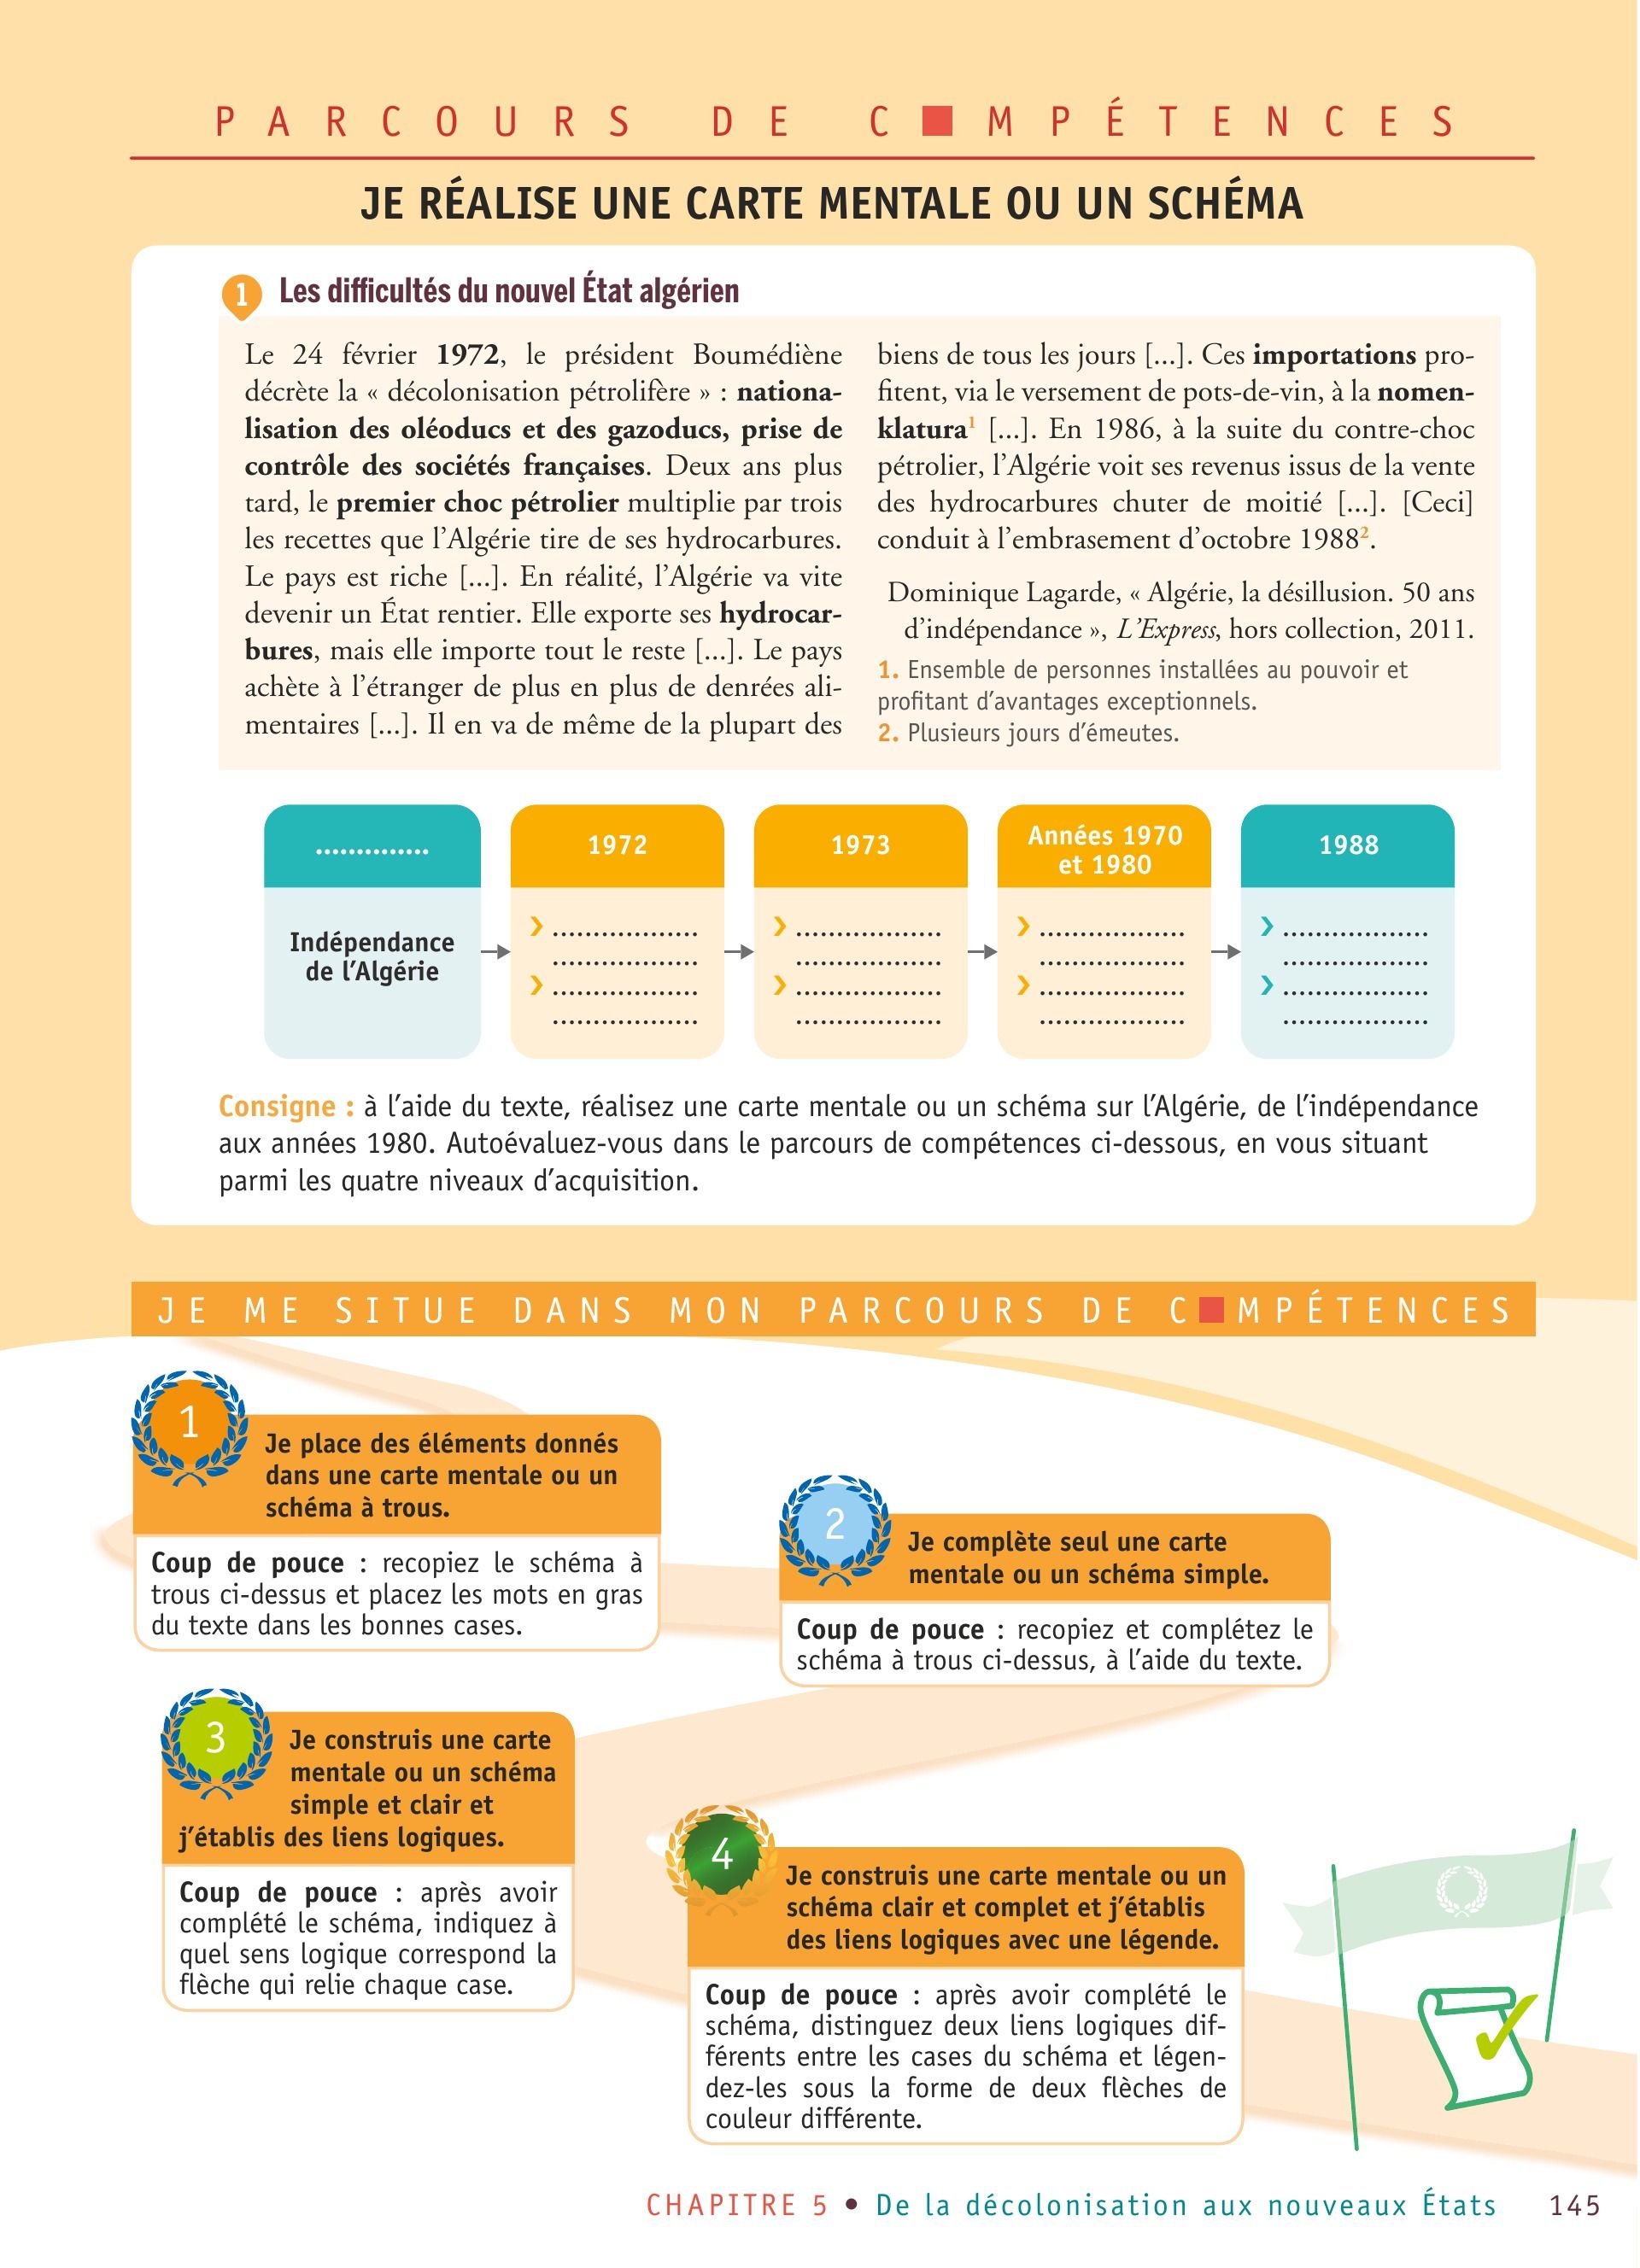 PARCOURS DE C■MPÉTENCES
JE RÉALISE UNE CARTE MENTALE OU UN SCHÉMA
1 Les difficultés du nouvel État algérien
Le 24 février 1972, le président Boumédiène
décrète la « décolonisation pétrolifère » : nationa-
lisation des oléoducs et des gazoducs, prise de
contrôle des sociétés françaises. Deux ans plus
tard, le premier choc pétrolier multiplie par trois
les recettes que l'Algérie tire de ses hydrocarbures.
Le pays est riche [...]. En réalité, l'Algérie va vite
devenir un État rentier. Elle exporte ses hydrocar-
bures, mais elle importe tout le reste [...]. Le pays
achète à l'étranger de plus en plus de denrées ali-
mentaires [...]. Il en va de même de la plupart des
biens de tous les jours [...]. Ces importations pro-
fitent, via le versement de pots-de-vin, à la nomen-
klatura1 [...]. En 1986, à la suite du contre-choc
pétrolier, l'Algérie voit ses revenus issus de la vente
des hydrocarbures chuter de moitié [...]. [Ceci]
conduit à l'embrasement d'octobre 19882.
Dominique Lagarde, « Algérie, la désillusion. 50 ans
d'indépendance », L'Express, hors collection, 2011.
1. Ensemble de personnes installées au pouvoir et
profitant d'avantages exceptionnels.
2. Plusieurs jours d'émeutes.
..............
Indépendance
de l'Algérie
1972
› ..................
..................
› ..................
..................
1973
› ..................
..................
› ..................
..................
Années 1970
et 1980
› ..................
..................
› ..................
..................
1988
› ..................
..................
› ..................
..................
Consigne : à l'aide du texte, réalisez une carte mentale ou un schéma sur l'Algérie, de l'indépendance
aux années 1980. Autoévaluez-vous dans le parcours de compétences ci-dessous, en vous situant
parmi les quatre niveaux d'acquisition.
JE ME SITUE DANS MON PARCOURS DE C■MPÉTENCES
1
Je place des éléments donnés
dans une carte mentale ou un
schéma à trous.
Coup de pouce : recopiez le schéma à
trous ci-dessus et placez les mots en gras
du texte dans les bonnes cases.
2
Je complète seul une carte
mentale ou un schéma simple.
Coup de pouce : recopiez et complétez le
schéma à trous ci-dessus, à l'aide du texte.
3
Je construis une carte
mentale ou un schéma
simple et clair et
j'établis des liens logiques.
Coup de pouce : après avoir
complété le schéma, indiquez à
quel sens logique correspond la
flèche qui relie chaque case.
4
Je construis une carte mentale ou un
schéma clair et complet et j'établis
des liens logiques avec une légende.
Coup de pouce : après avoir complété le
schéma, distinguez deux liens logiques dif-
férents entre les cases du schéma et légen-
dez-les sous la forme de deux flèches de
couleur différente.
CHAPITRE 5 • De la décolonisation aux nouveaux États 145